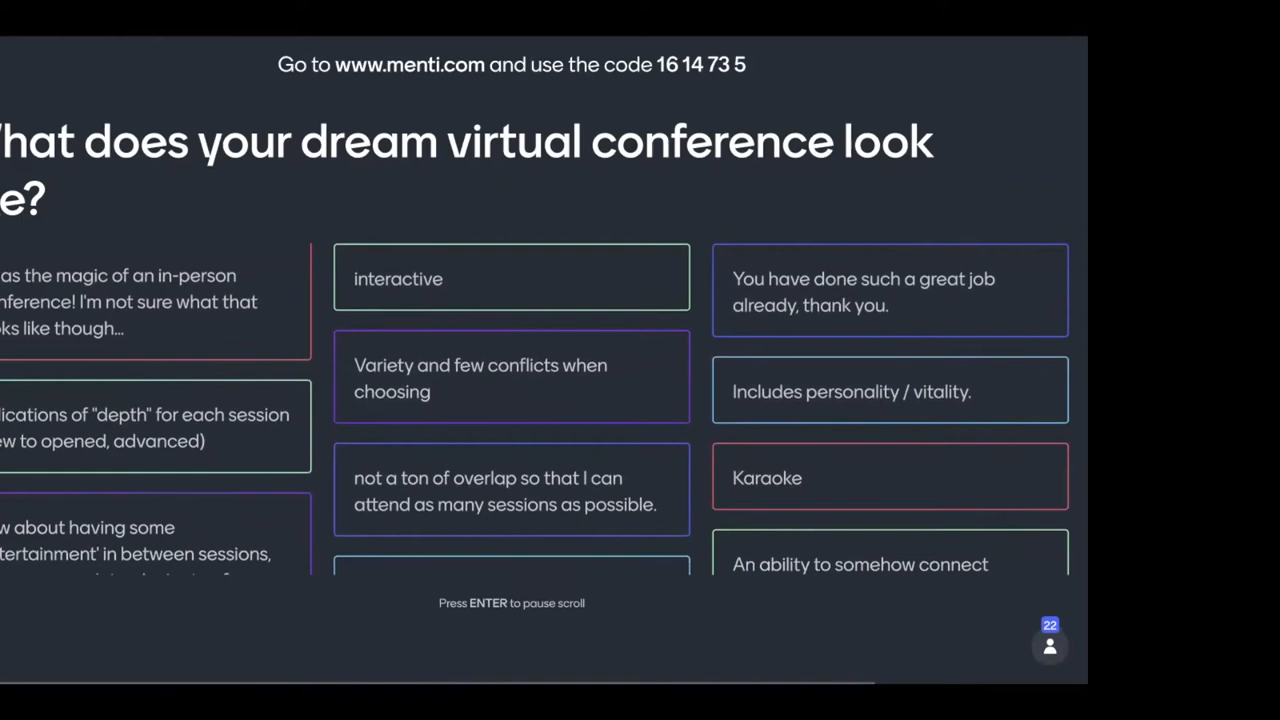 Go to www.menti.com and use the code 16 14 73 5
hat does your dream virtual conference look
e?
as the magic of an in-person
nference! I'm not sure what that
ks like though...
lications of "depth" for each session
ew to opened, advanced)
w about having some
tertainment' in between sessions,
interactive
Variety and few conflicts when
choosing
not a ton of overlap so that I can
attend as many sessions as possible.
You have done such a great job
already, thank you.
Includes personality / vitality.
Karaoke
An ability to somehow connect
Press ENTER to pause scroll
22